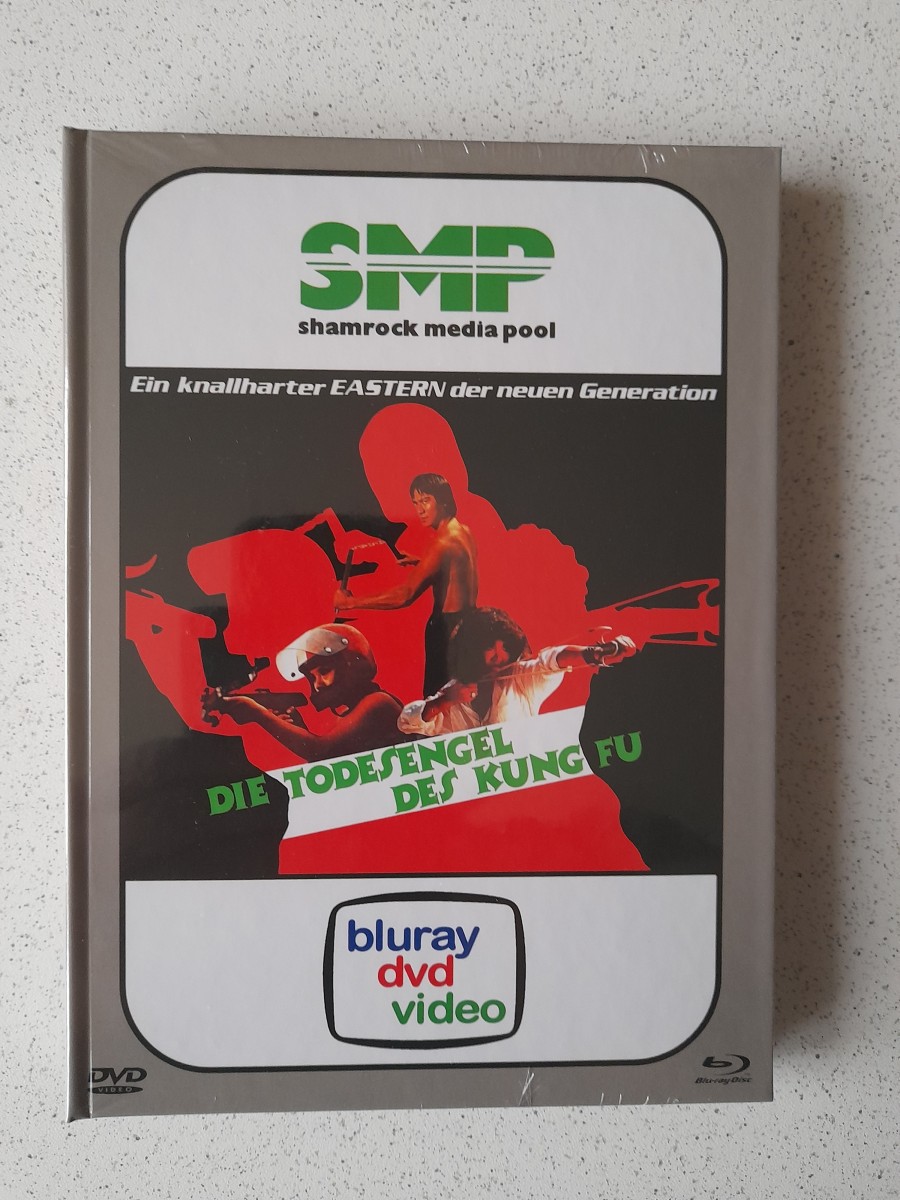 SMP
shamrock media pool
Ein knallharter EASTERN der neuen Generation
DIE TODESENGEL
DES KUNG FU
bluray
dvd
video
DVD
VIDEO
Blu-ray Disc